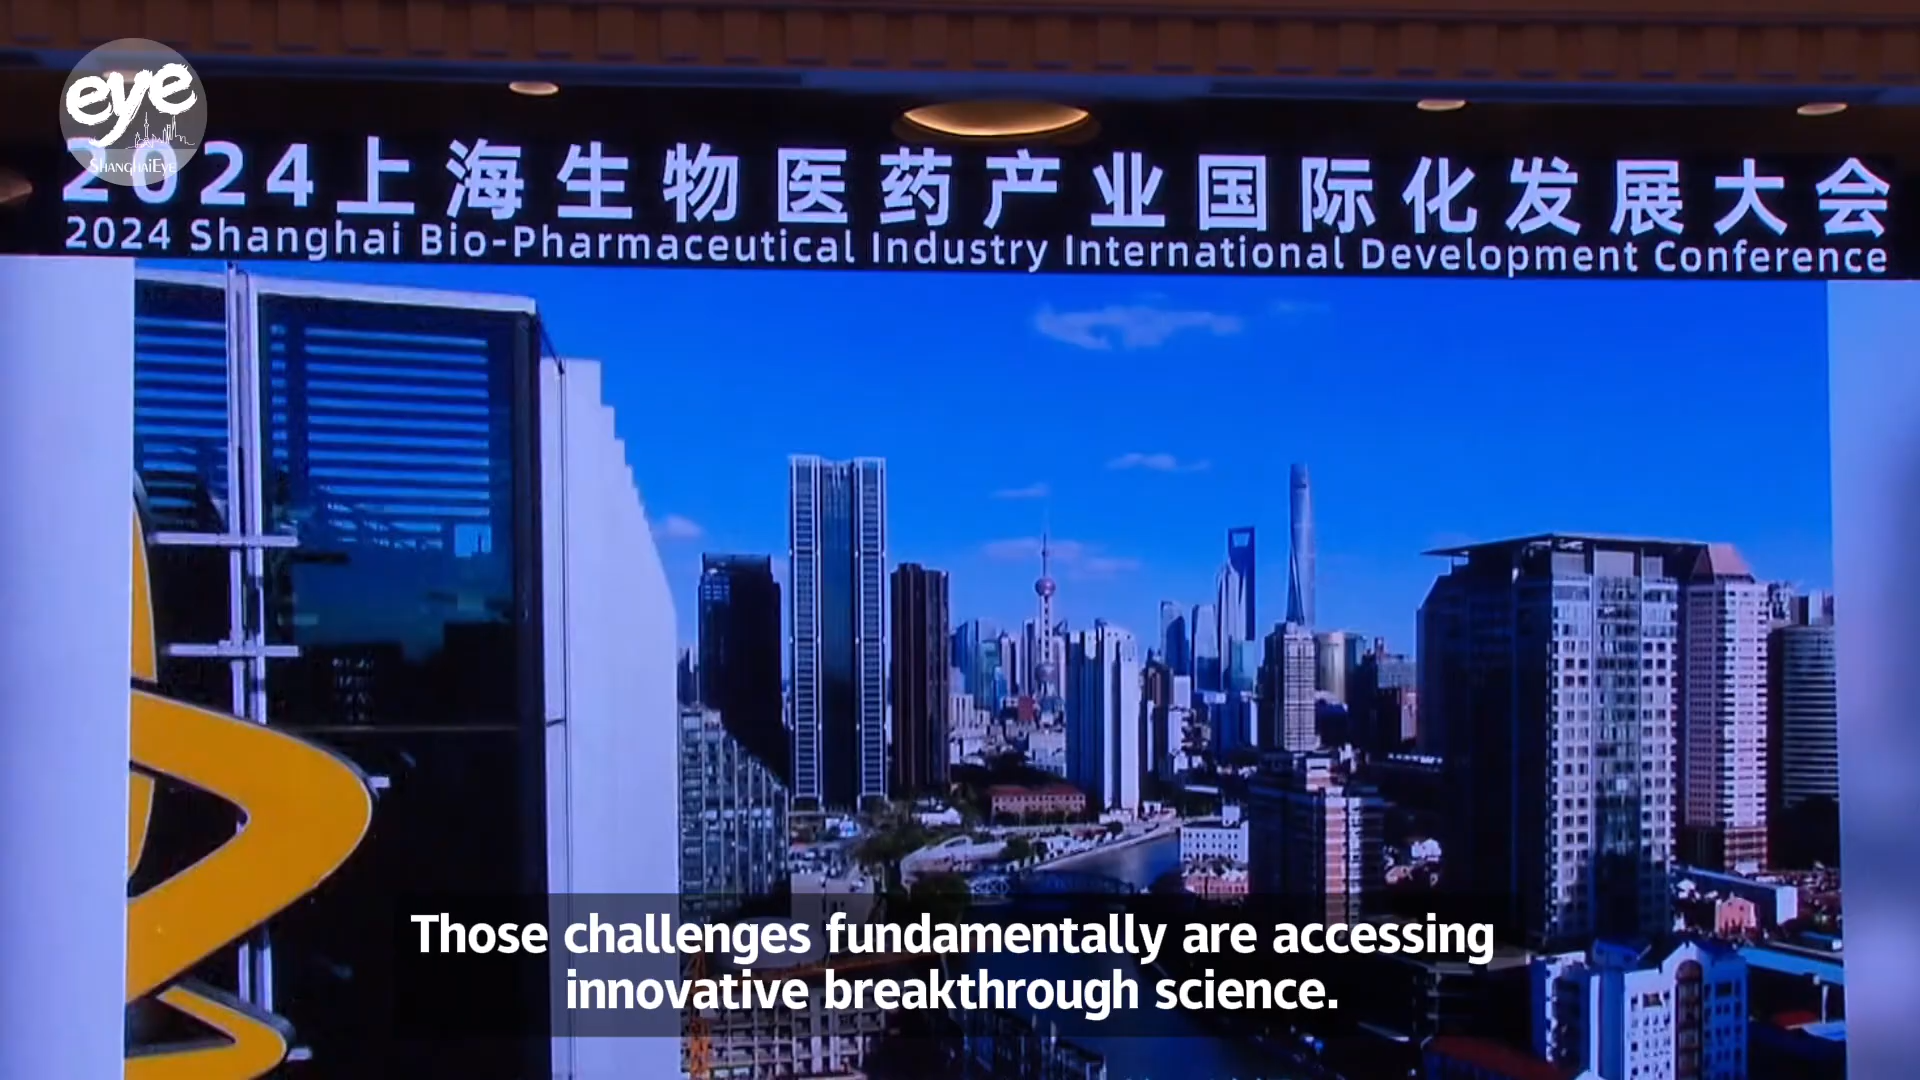 eye
SHANGHAIEYE
2024上海生物医药产业国际化发展大会
2024 Shanghai Bio-Pharmaceutical Industry International Development Conference
Those challenges fundamentally are accessing
innovative breakthrough science.